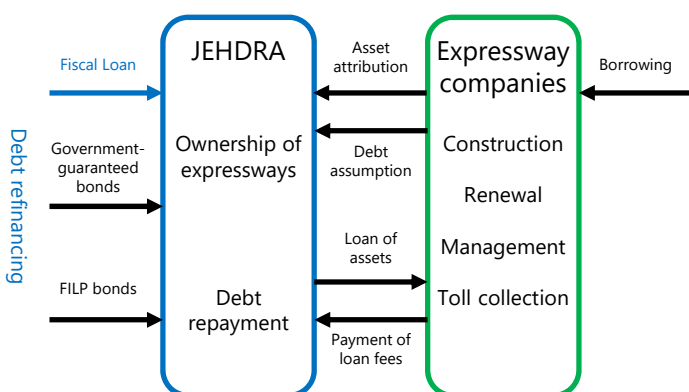 Debt refinancing
Fiscal Loan
Government-
guaranteed
bonds
FILP bonds
JEHDRA
Ownership of
expressways
Debt
repayment
Asset
attribution
Debt
assumption
Loan of
assets
Payment of
loan fees
Expressway
companies
Construction
Renewal
Management
Toll collection
Borrowing